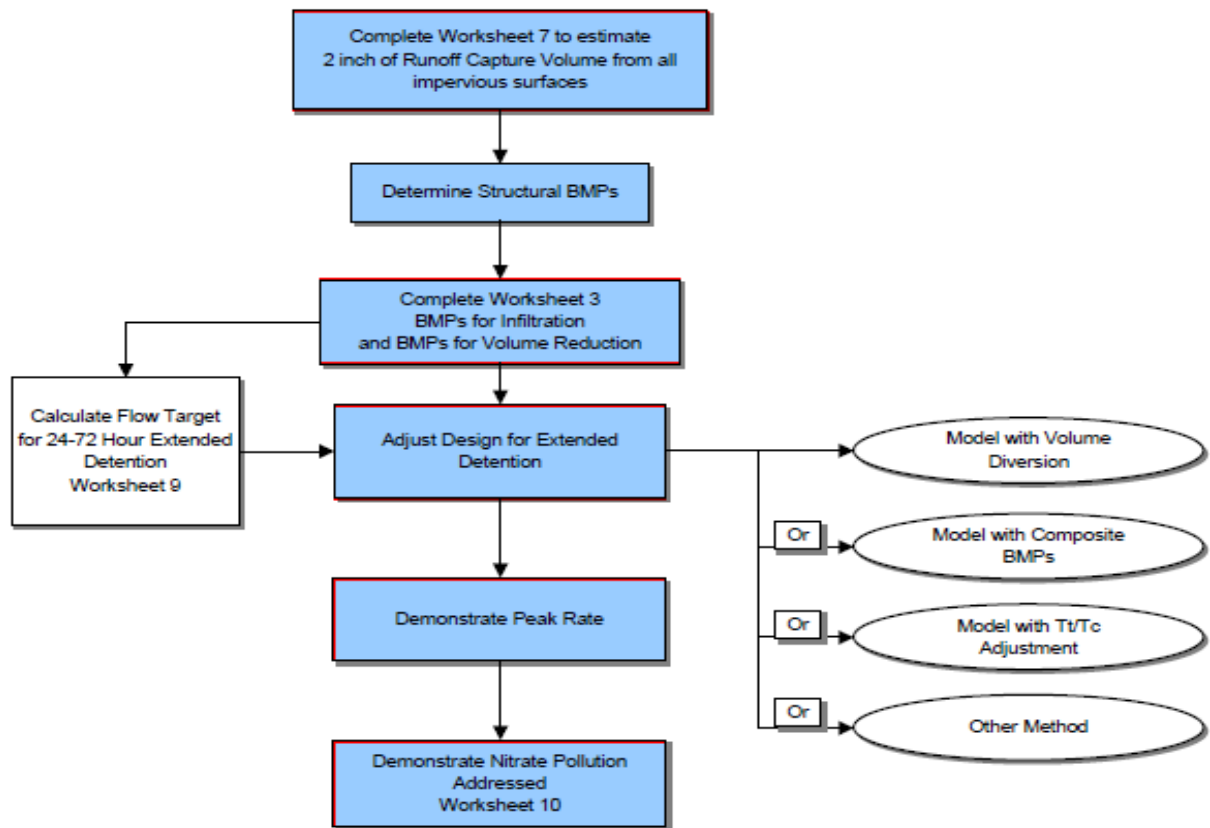 Complete Worksheet 7 to estimate
2 inch of Runoff Capture Volume from all
impervious surfaces
Determine Structural BMPs
Complete Worksheet 3
BMPs for Infiltration
and BMPs for Volume Reduction
Calculate Flow Target
for 24-72 Hour Extended
Detention
Worksheet 9
Adjust Design for Extended
Detention
Model with Volume
Diversion
Or
Model with Composite
BMPs
Or
Model with Tt/Tc
Adjustment
Or
Other Method
Demonstrate Peak Rate
Demonstrate Nitrate Pollution
Addressed
Worksheet 10